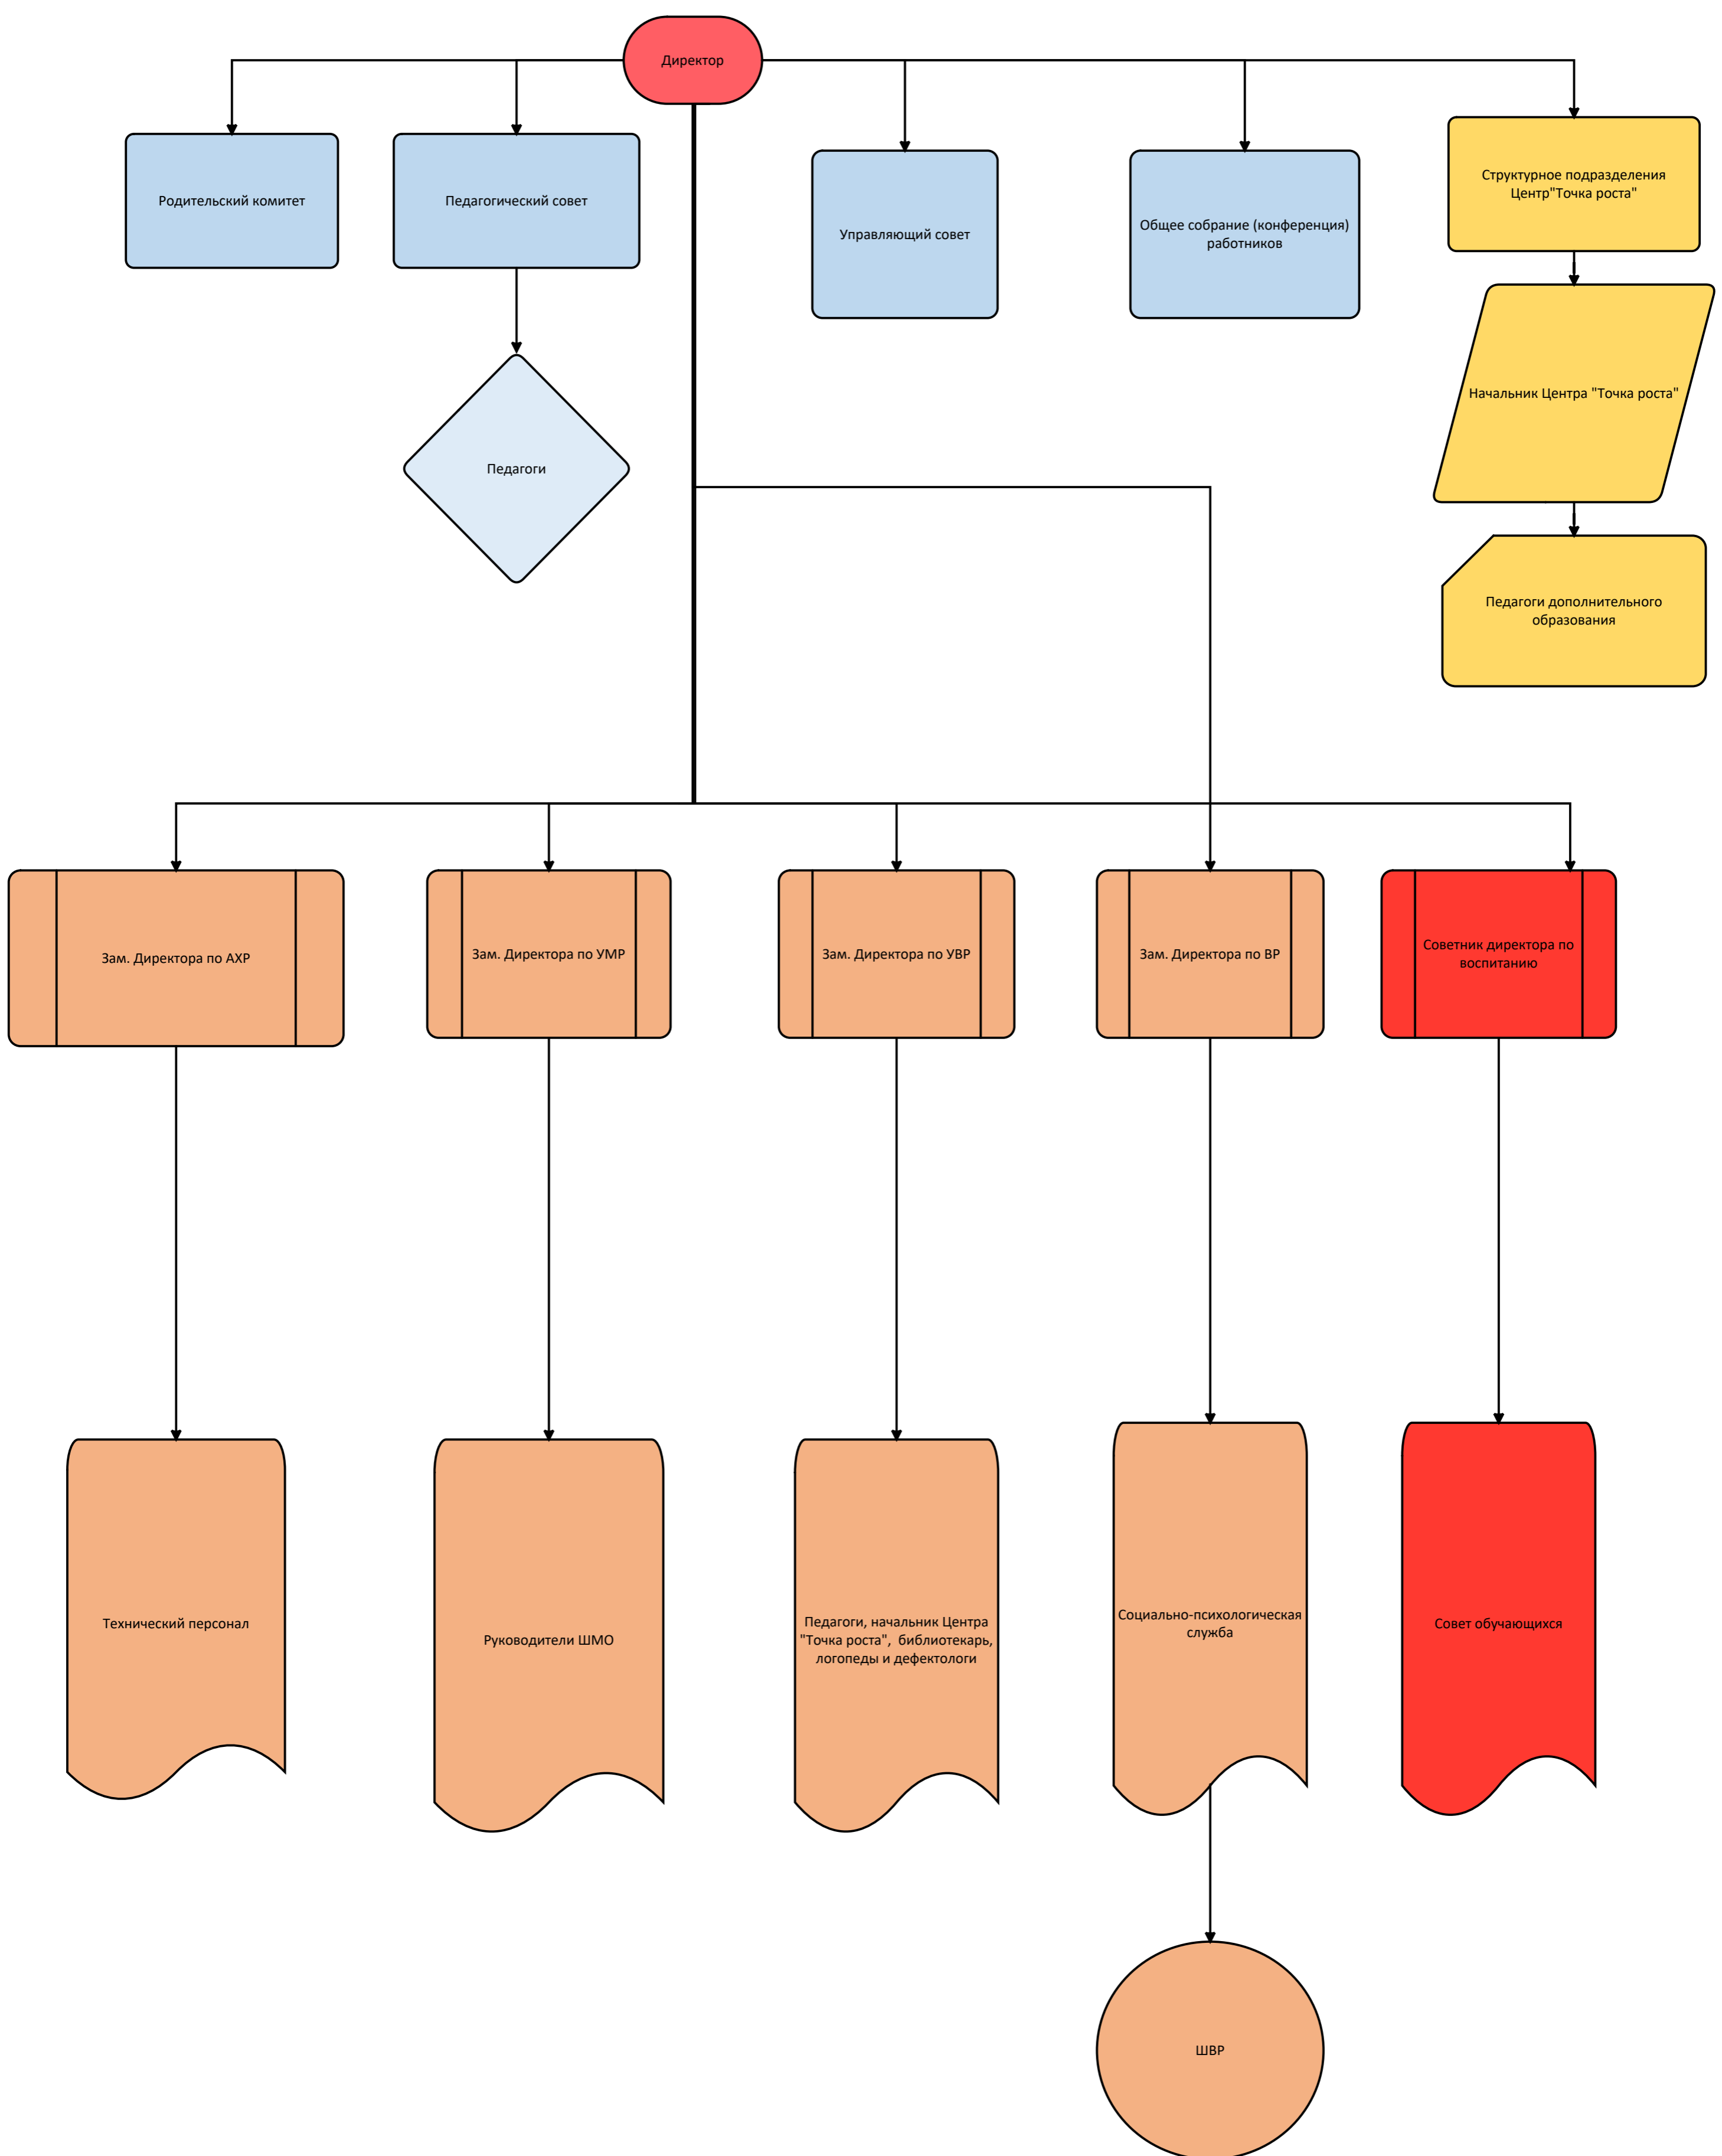 Директор
Родительский комитет
Педагогический совет
Управляющий совет
Общее собрание (конференция)
работников
Структурное подразделения
Центр"Точка роста"
Начальник Центра "Точка роста"
Педагоги
Педагоги дополнительного
образования
Зам. Директора по АХР
Зам. Директора по УМР
Зам. Директора по УВР
Зам. Директора по ВР
Советник директора по
воспитанию
Технический персонал
Руководители ШМО
Педагоги, начальник Центра
"Точка роста", библиотекарь,
логопеды и дефектологи
Социально-психологическая
служба
Совет обучающихся
ШВР